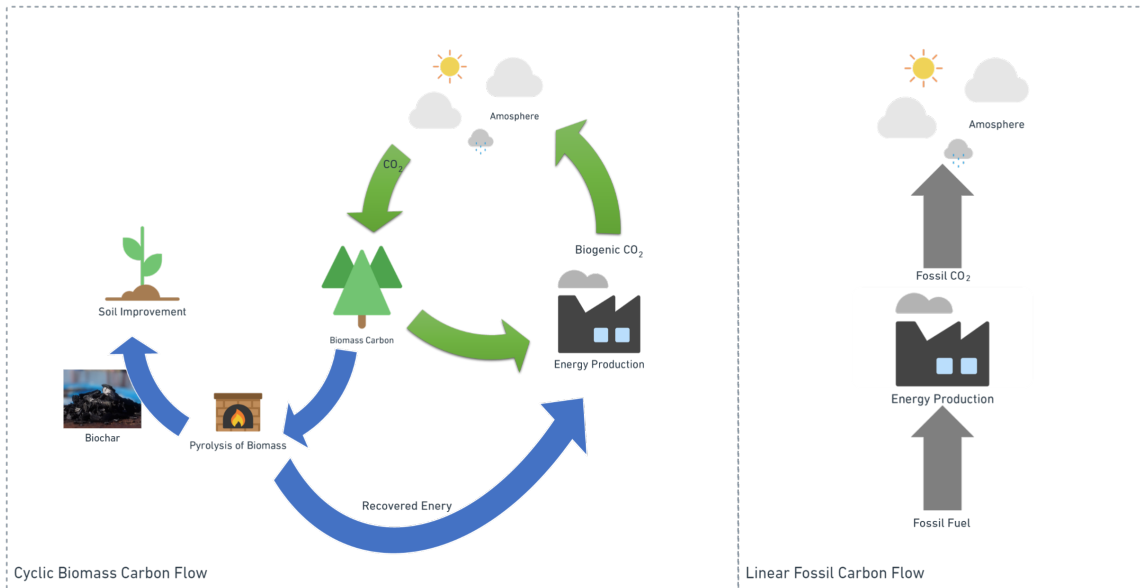 Amosphere
CO₂
Biogenic CO₂
Soil Improvement
Biomass Carbon
Energy Production
Biochar
Pyrolysis of Biomass
Recovered Enery
Cyclic Biomass Carbon Flow
Amosphere
Fossil CO₂
Energy Production
Fossil Fuel
Linear Fossil Carbon Flow